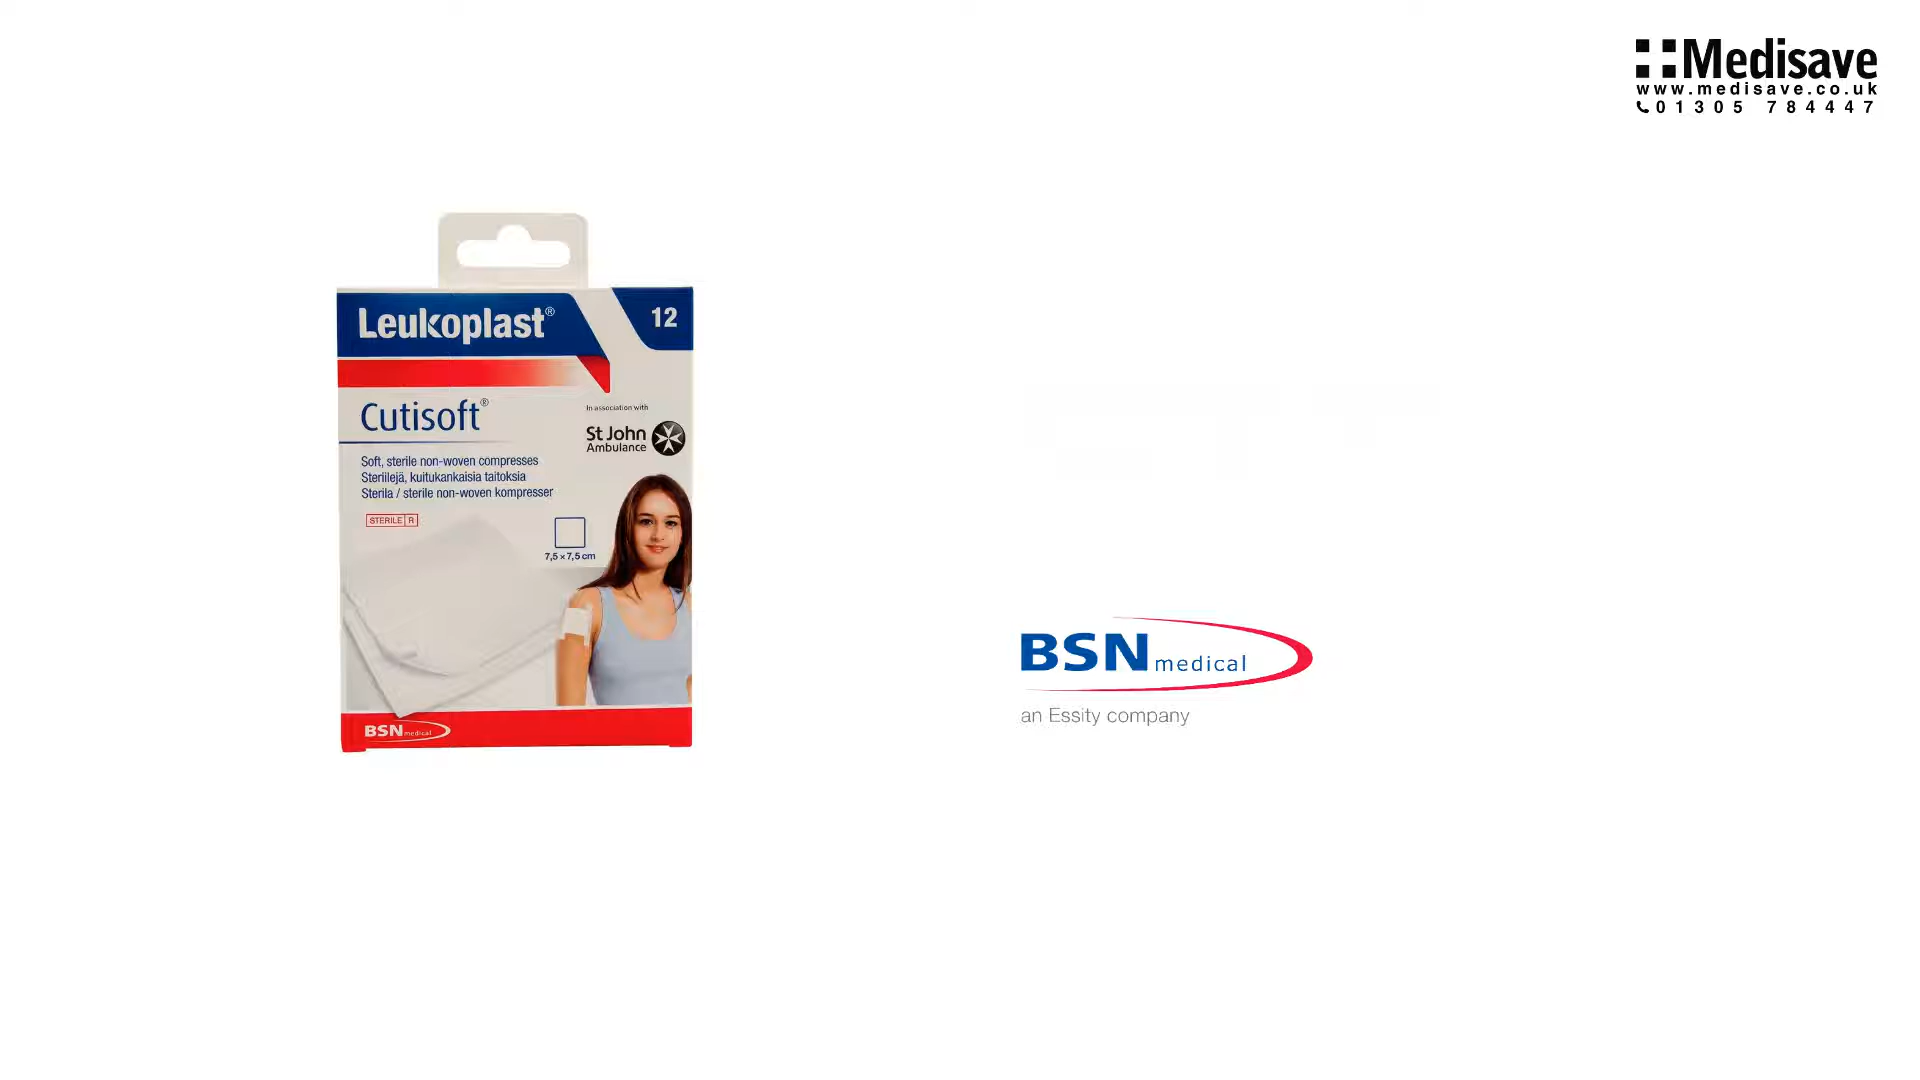 Medisave
www.medisave.co.uk
01305 784447
Leukoplast®
12
Cutisoft®
In association with
St John
Ambulance
Soft, sterile non-woven compresses
Steriilejä, kuitukankaisia taitoksia
Sterila / sterile non-woven kompresser
STERILE R
7,5 x 7,5 cm
BSN medical
BSN medical
an Essity company